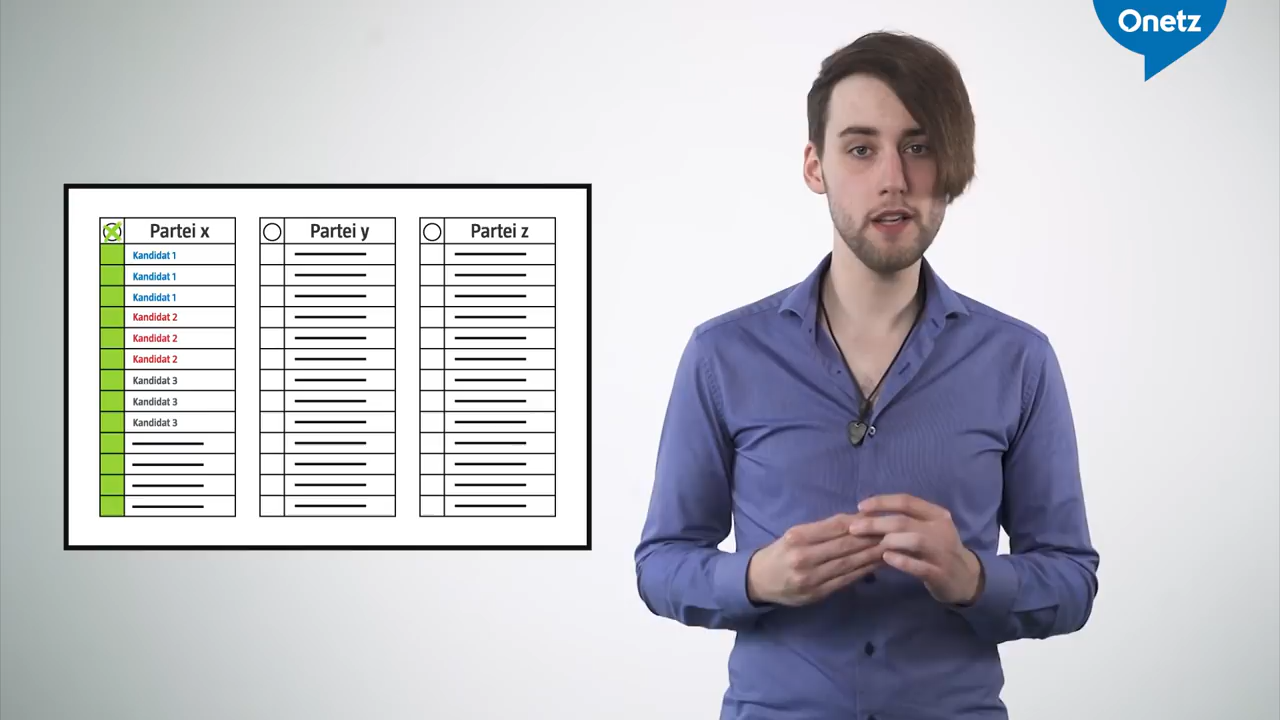 Onetz
Partei x
Kandidat 1
Kandidat 1
Kandidat 1
Kandidat 2
Kandidat 2
Kandidat 2
Kandidat 3
Kandidat 3
Kandidat 3
Partei y
Partei z